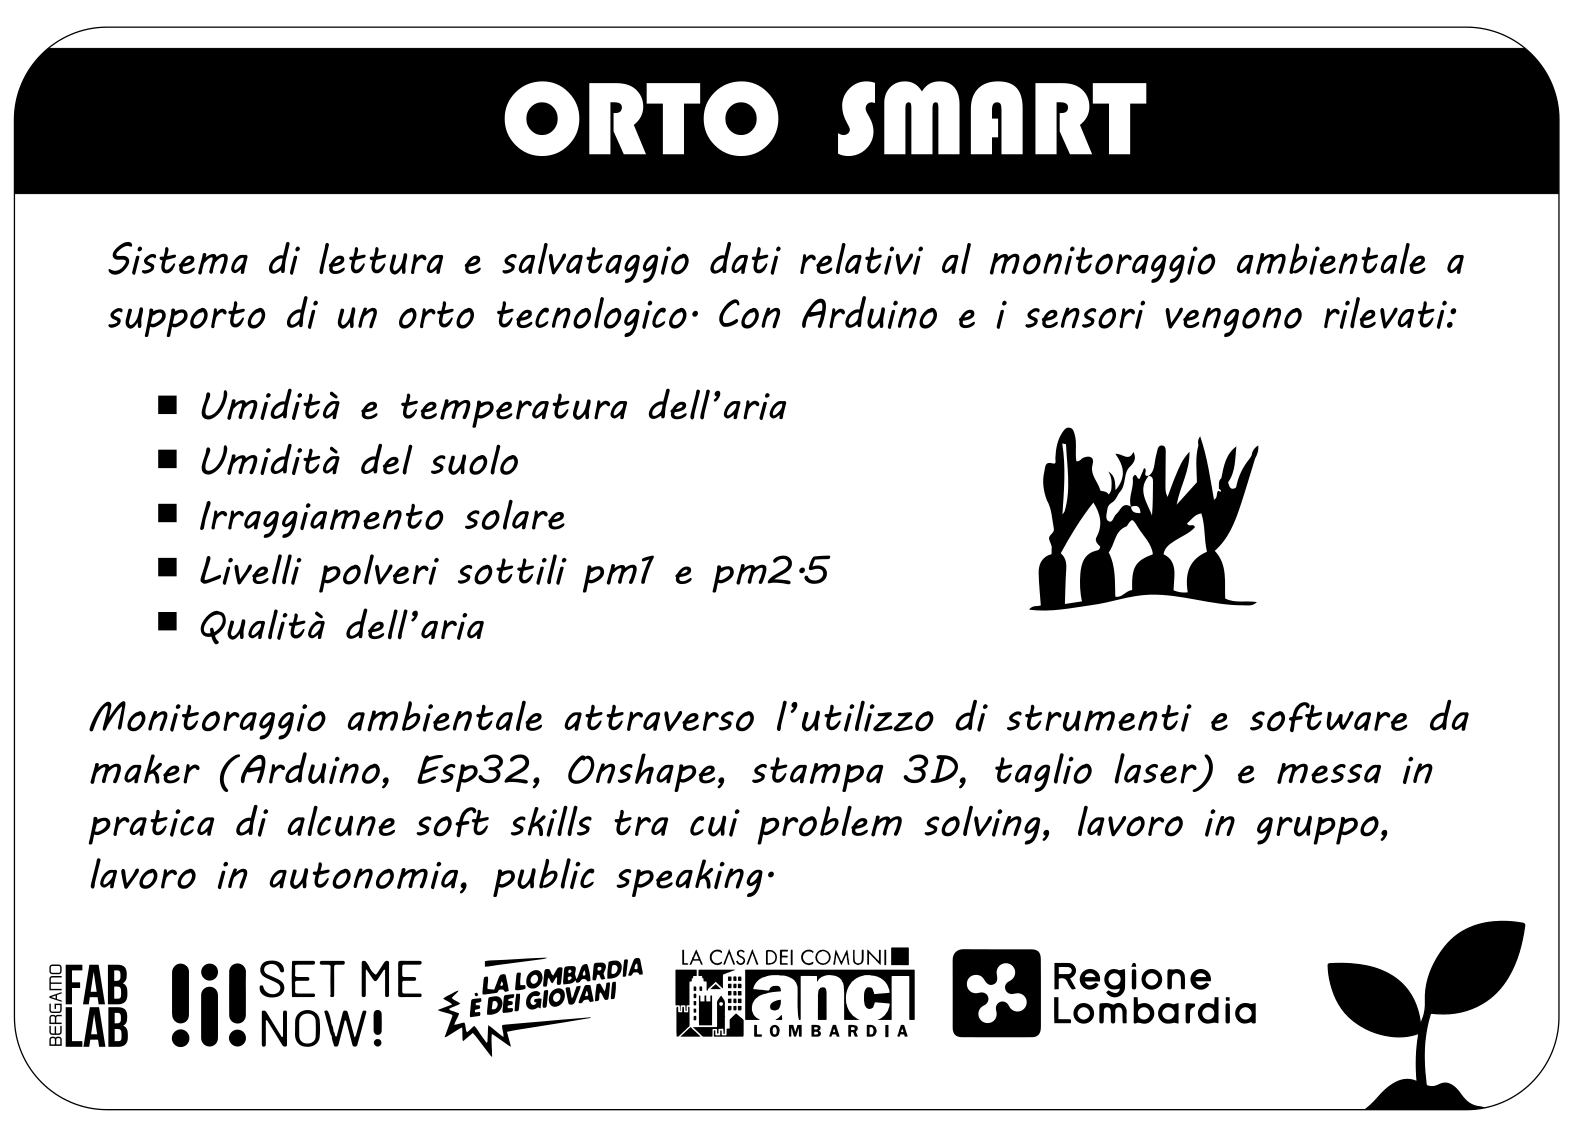 ORTO SMART
Sistema di lettura e salvataggio dati relativi al monitoraggio ambientale a
supporto di un orto tecnologico. Con Arduino e i sensori vengono rilevati:
■ Umidità e temperatura dell'aria
■ Umidità del suolo
■ Irraggiamento solare
■ Livelli polveri sottili pm1 e pm2.5
■ Qualità dell'aria
Monitoraggio ambientale attraverso l'utilizzo di strumenti e software da
maker (Arduino, Esp32, Onshape, stampa 3D, taglio laser) e messa in
pratica di alcune soft skills tra cui problem solving, lavoro in gruppo,
lavoro in autonomia, public speaking.
BERGAMO
FAB
LAB
SET ME
NOW!
LA LOMBARDIA
È DEI GIOVANI
LA CASA DEI COMUNI
anci
LOMBARDIA
Regione
Lombardia